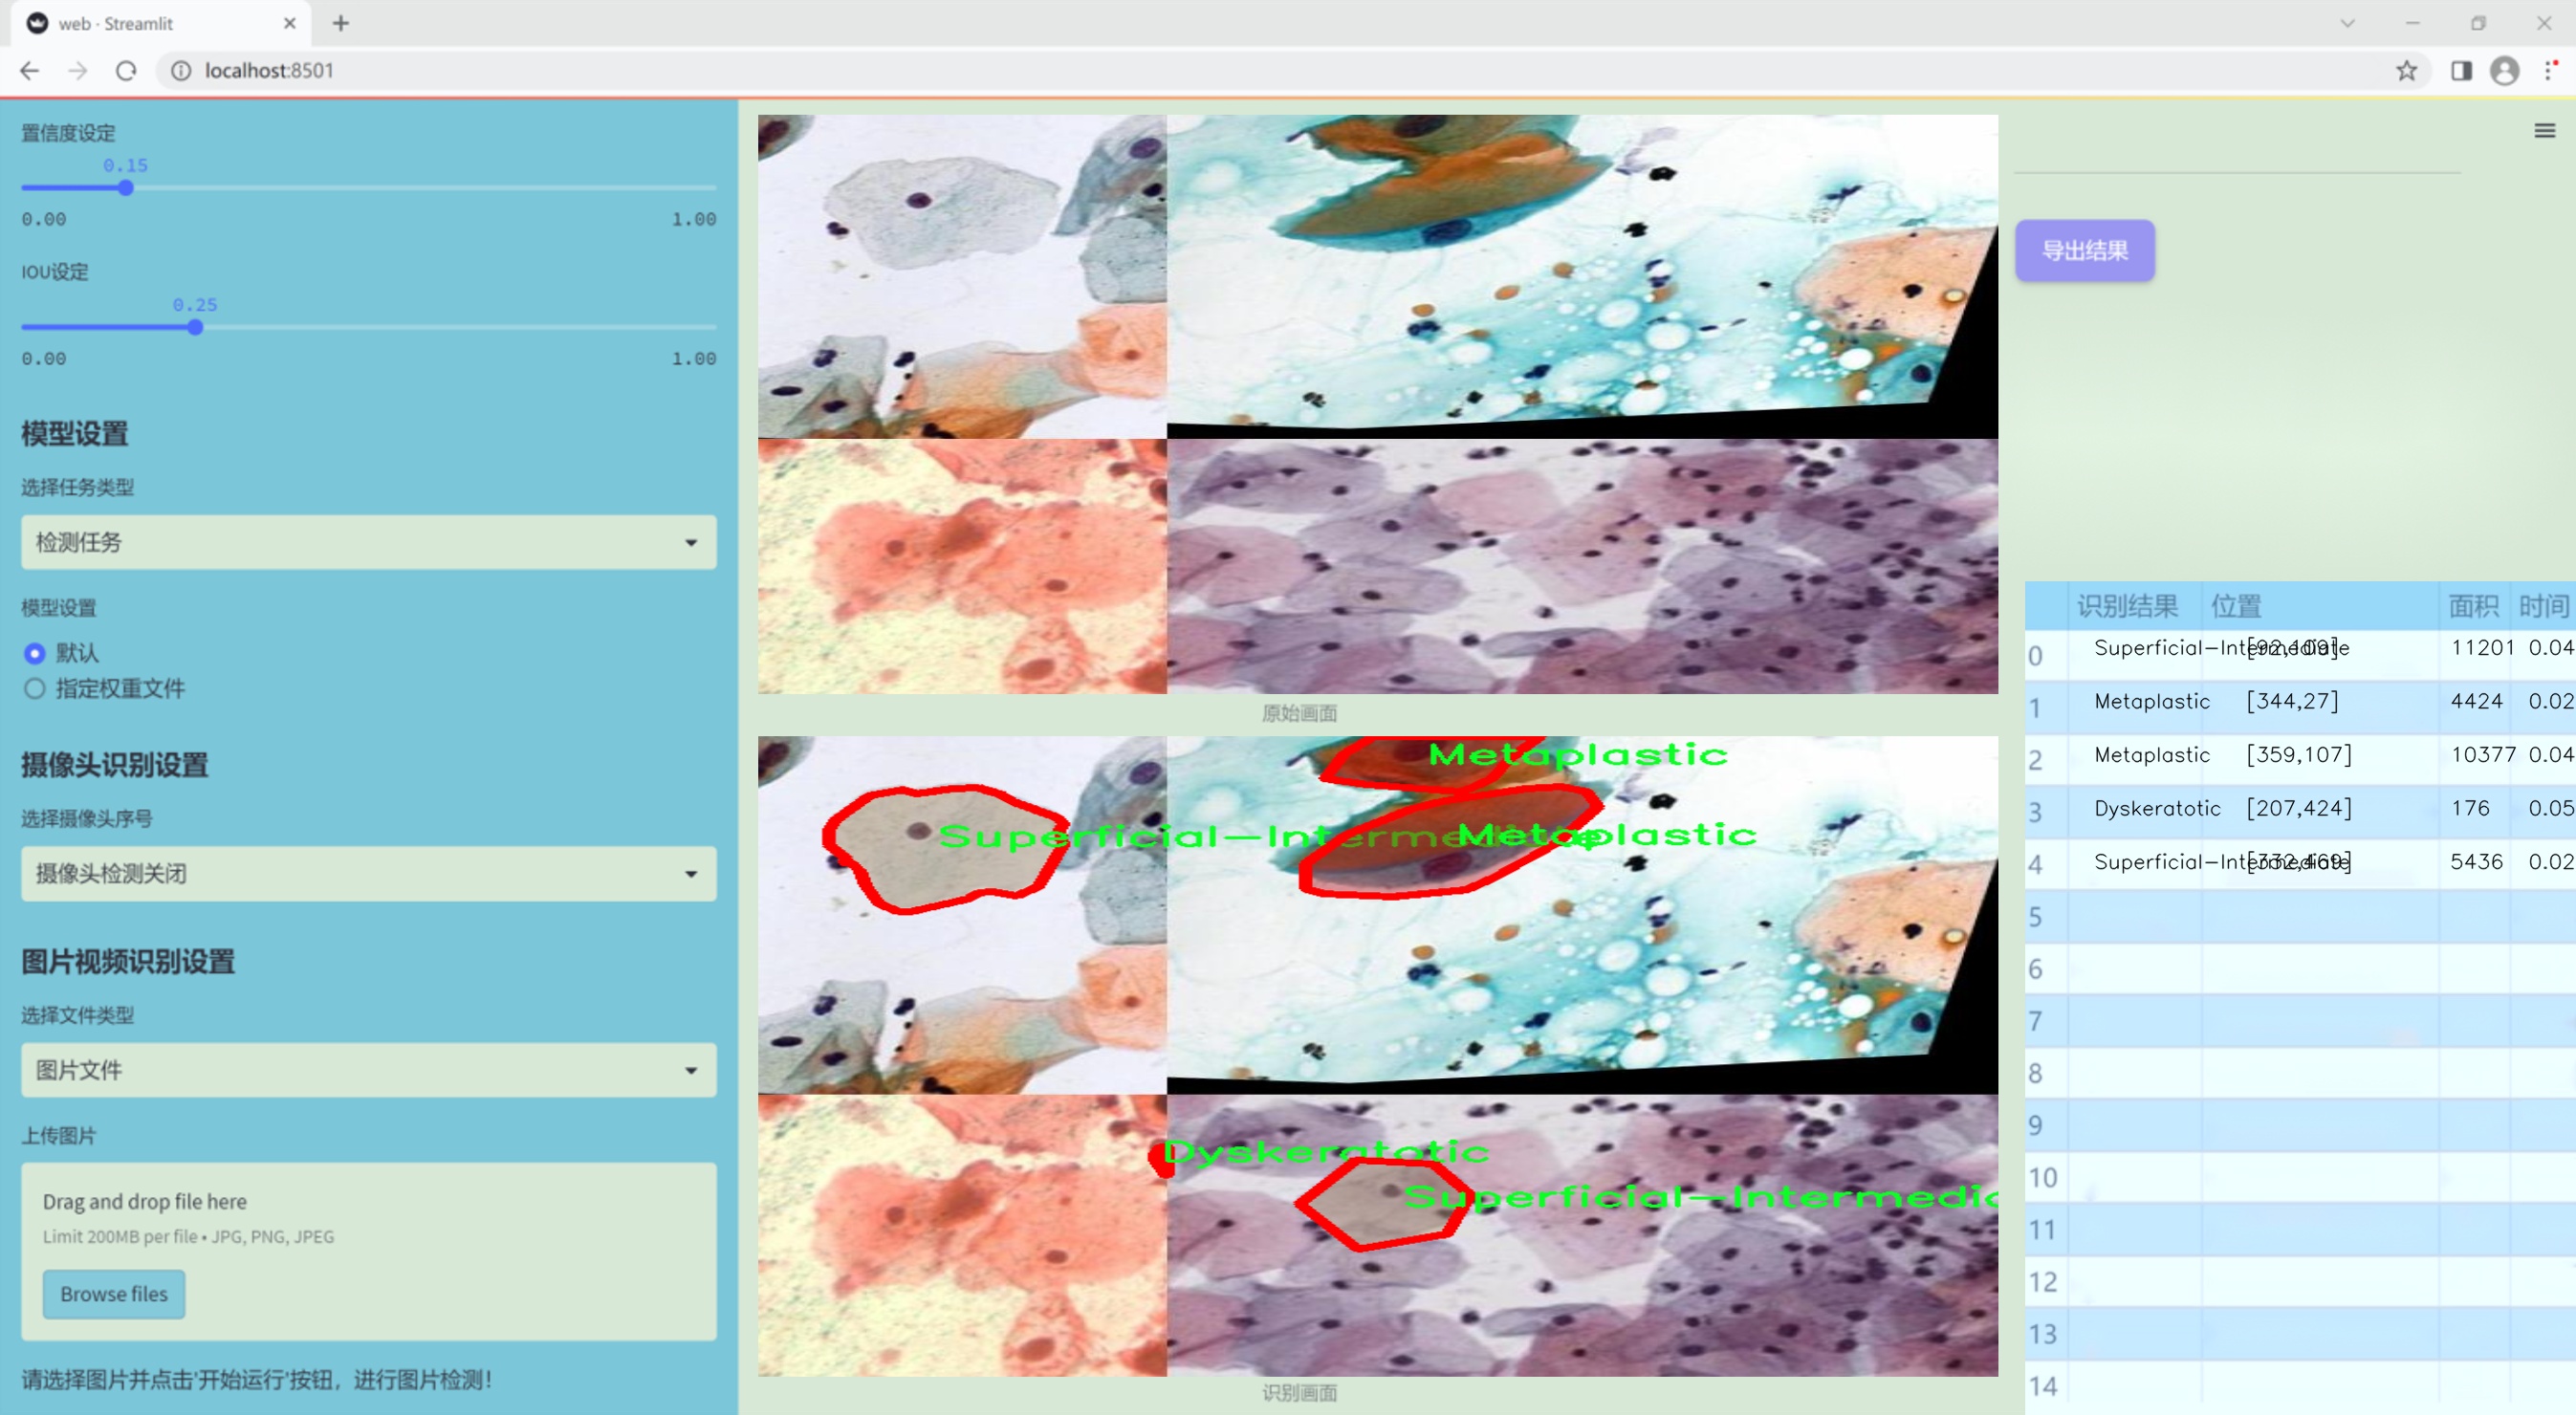 web · Streamlit
localhost:8501
置信度设定
0.15
0.00 1.00
IOU设定
0.25
0.00 1.00
模型设置
选择任务类型
检测任务
模型设置
默认
指定权重文件
摄像头识别设置
选择摄像头序号
摄像头检测关闭
图片视频识别设置
选择文件类型
图片文件
上传图片
Drag and drop file here
Limit 200MB per file • JPG, PNG, JPEG
Browse files
请选择图片并点击'开始运行'按钮，进行图片检测！
原始画面
Metaplastic
Superficial-Intermediate
Metaplastic
Dyskeratotic
Superficial-Intermedic
识别画面
导出结果
识别结果 位置 面积 时间
0 Superficial-Intermediate [92,109] 11201 0.04
1 Metaplastic [344,27] 4424 0.02
2 Metaplastic [359,107] 10377 0.04
3 Dyskeratotic [207,424] 176 0.05
4 Superficial-Intermediate [332,469] 5436 0.02
5
6
7
8
9
10
11
12
13
14